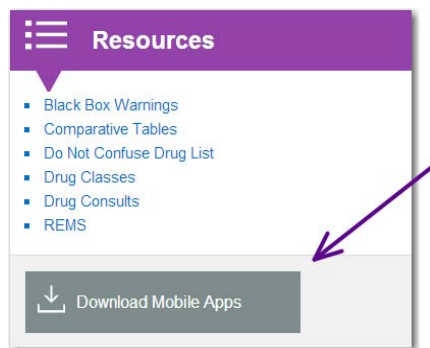 Resources
Black Box Warnings
Comparative Tables
Do Not Confuse Drug List
Drug Classes
Drug Consults
REMS
Download Mobile Apps